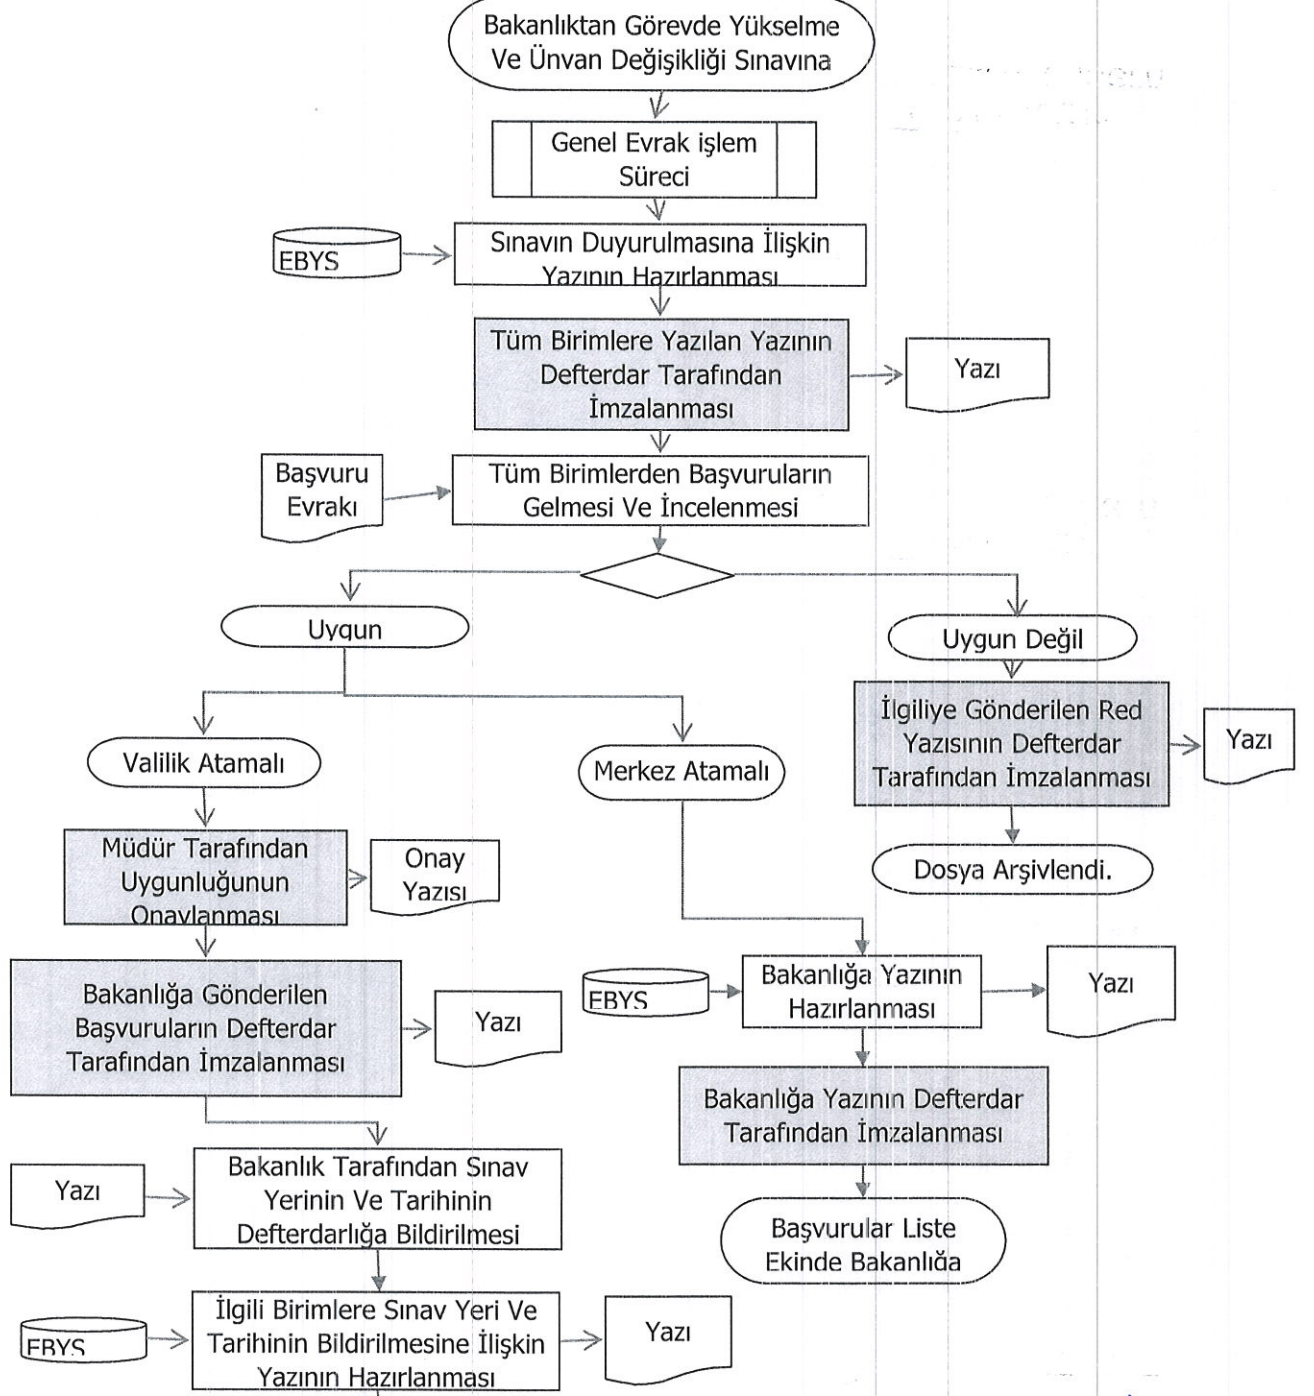 Bakanlıktan Görevde Yükselme
Ve Ünvan Değişikliği Sınavına
Genel Evrak işlem
Süreci
EBYS
Sınavın Duyurulmasına İlişkin
Yazının Hazırlanması
Tüm Birimlere Yazılan Yazının
Defterdar Tarafından
İmzalanması
Yazı
Başvuru
Evrakı
Tüm Birimlerden Başvuruların
Gelmesi Ve İncelenmesi
Uygun
Uygun Değil
İlgiliye Gönderilen Red
Yazısının Defterdar
Tarafından İmzalanması
Yazı
Valilik Atamalı
Merkez Atamalı
Müdür Tarafından
Uygunluğunun
Onaylanması
Onay
Yazısı
Dosya Arşivlendi.
Bakanlığa Gönderilen
Başvuruların Defterdar
Tarafından İmzalanması
Yazı
EBYS
Bakanlığa Yazının
Hazırlanması
Yazı
Bakanlığa Yazının Defterdar
Tarafından İmzalanması
Yazı
Bakanlık Tarafından Sınav
Yerinin Ve Tarihinin
Defterdarlığa Bildirilmesi
Başvurular Liste
Ekinde Bakanlığa
EBYS
İlgili Birimlere Sınav Yeri Ve
Tarihinin Bildirilmesine İlişkin
Yazının Hazırlanması
Yazı